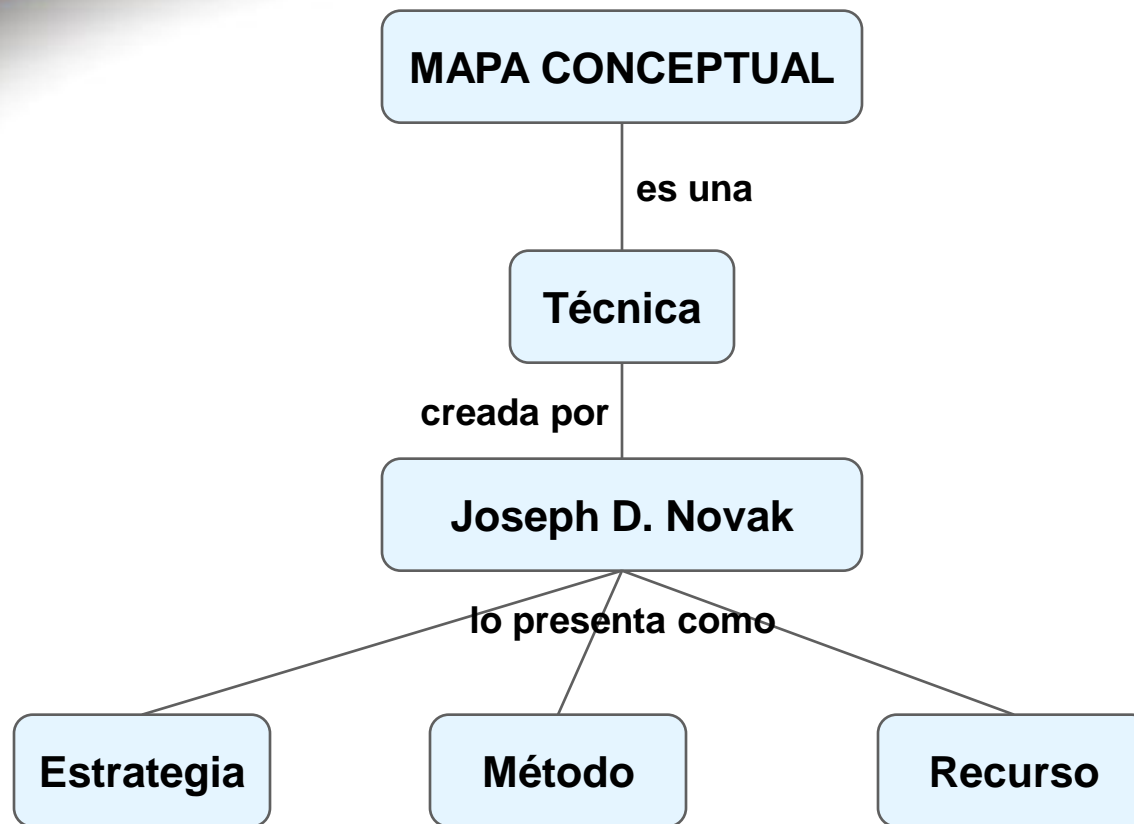 MAPA CONCEPTUAL
es una
Técnica
creada por
Joseph D. Novak
lo presenta como
Estrategia
Método
Recurso